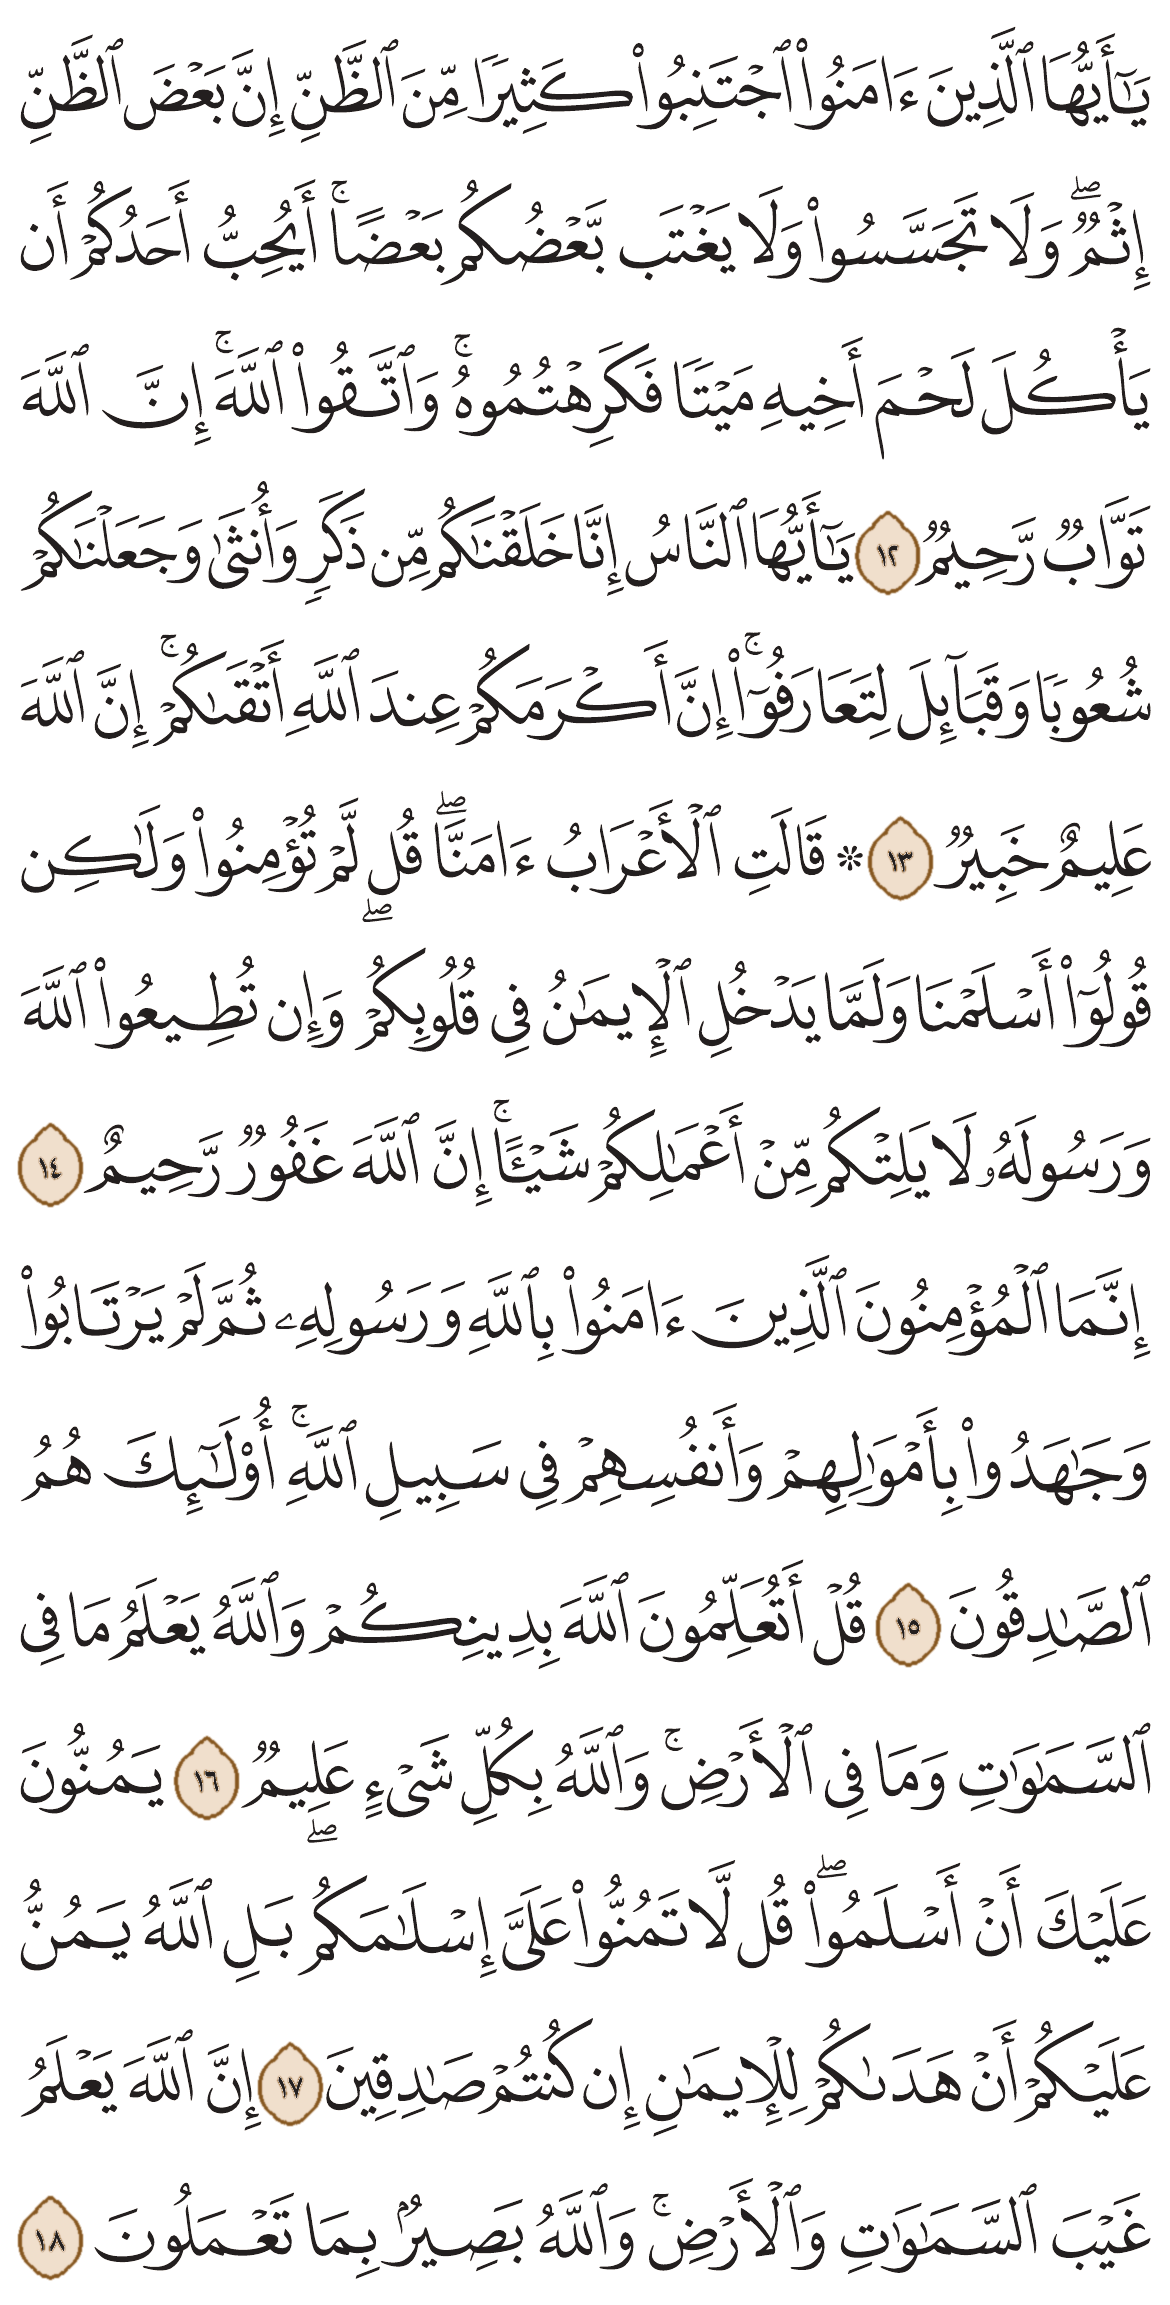 يَٰٓأَيُّهَا ٱلَّذِينَ ءَامَنُوا۟ ٱجْتَنِبُوا۟ كَثِيرًا مِّنَ ٱلظَّنِّ إِنَّ بَعْضَ ٱلظَّنِّ
إِثْمٌ ۖ وَلَا تَجَسَّسُوا۟ وَلَا يَغْتَب بَّعْضُكُم بَعْضًا ۚ أَيُحِبُّ أَحَدُكُمْ أَن
يَأْكُلَ لَحْمَ أَخِيهِ مَيْتًا فَكَرِهْتُمُوهُ ۚ وَٱتَّقُوا۟ ٱللَّهَ ۚ إِنَّ ٱللَّهَ
تَوَّابٌ رَّحِيمٌ ١٢ يَٰٓأَيُّهَا ٱلنَّاسُ إِنَّا خَلَقْنَٰكُم مِّن ذَكَرٍ وَأُنثَىٰ وَجَعَلْنَٰكُمْ
شُعُوبًا وَقَبَآئِلَ لِتَعَارَفُوٓا۟ ۚ إِنَّ أَكْرَمَكُمْ عِندَ ٱللَّهِ أَتْقَىٰكُمْ ۚ إِنَّ ٱللَّهَ
عَلِيمٌ خَبِيرٌ ١٣ ۞ قَالَتِ ٱلْأَعْرَابُ ءَامَنَّا ۖ قُل لَّمْ تُؤْمِنُوا۟ وَلَٰكِن
قُولُوٓا۟ أَسْلَمْنَا وَلَمَّا يَدْخُلِ ٱلْإِيمَٰنُ فِى قُلُوبِكُمْ ۖ وَإِن تُطِيعُوا۟ ٱللَّهَ
وَرَسُولَهُۥ لَا يَلِتْكُم مِّنْ أَعْمَٰلِكُمْ شَيْـًٔا ۚ إِنَّ ٱللَّهَ غَفُورٌ رَّحِيمٌ ١٤
إِنَّمَا ٱلْمُؤْمِنُونَ ٱلَّذِينَ ءَامَنُوا۟ بِٱللَّهِ وَرَسُولِهِۦ ثُمَّ لَمْ يَرْتَابُوا۟
وَجَٰهَدُوا۟ بِأَمْوَٰلِهِمْ وَأَنفُسِهِمْ فِى سَبِيلِ ٱللَّهِ ۚ أُو۟لَٰٓئِكَ هُمُ
ٱلصَّٰدِقُونَ ١٥ قُلْ أَتُعَلِّمُونَ ٱللَّهَ بِدِينِكُمْ وَٱللَّهُ يَعْلَمُ مَا فِى
ٱلسَّمَٰوَٰتِ وَمَا فِى ٱلْأَرْضِ ۚ وَٱللَّهُ بِكُلِّ شَىْءٍ عَلِيمٌ ١٦ يَمُنُّونَ
عَلَيْكَ أَنْ أَسْلَمُوا۟ ۖ قُل لَّا تَمُنُّوا۟ عَلَىَّ إِسْلَٰمَكُم ۖ بَلِ ٱللَّهُ يَمُنُّ
عَلَيْكُمْ أَنْ هَدَىٰكُمْ لِلْإِيمَٰنِ إِن كُنتُمْ صَٰدِقِينَ ١٧ إِنَّ ٱللَّهَ يَعْلَمُ
غَيْبَ ٱلسَّمَٰوَٰتِ وَٱلْأَرْضِ ۚ وَٱللَّهُ بَصِيرٌۢ بِمَا تَعْمَلُونَ ١٨